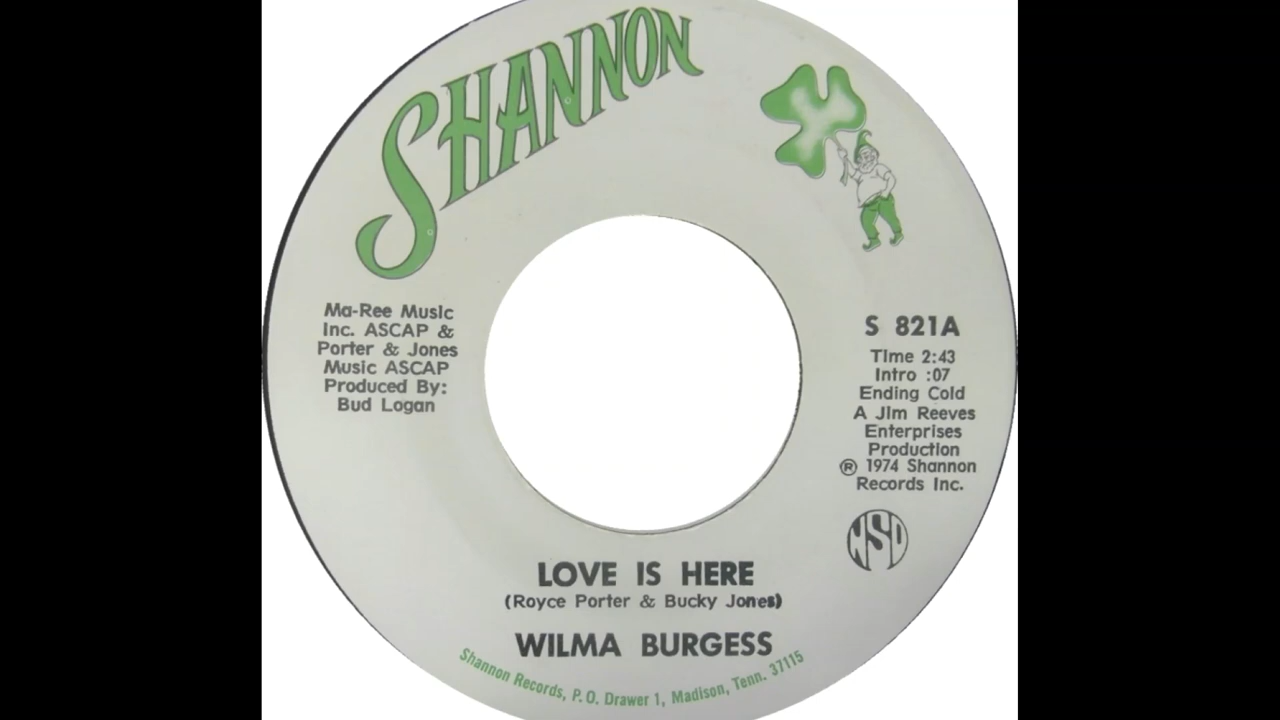 SHANNON
Ma-Ree Music
Inc. ASCAP &
Porter & Jones
Music ASCAP
Produced By:
Bud Logan
S 821A
Time 2:43
Intro :07
Ending Cold
A Jim Reeves
Enterprises
Production
® 1974 Shannon
Records Inc.
NSD
LOVE IS HERE
(Royce Porter & Bucky Jones)
WILMA BURGESS
Shannon Records, P.O. Drawer 1, Madison, Tenn. 37115